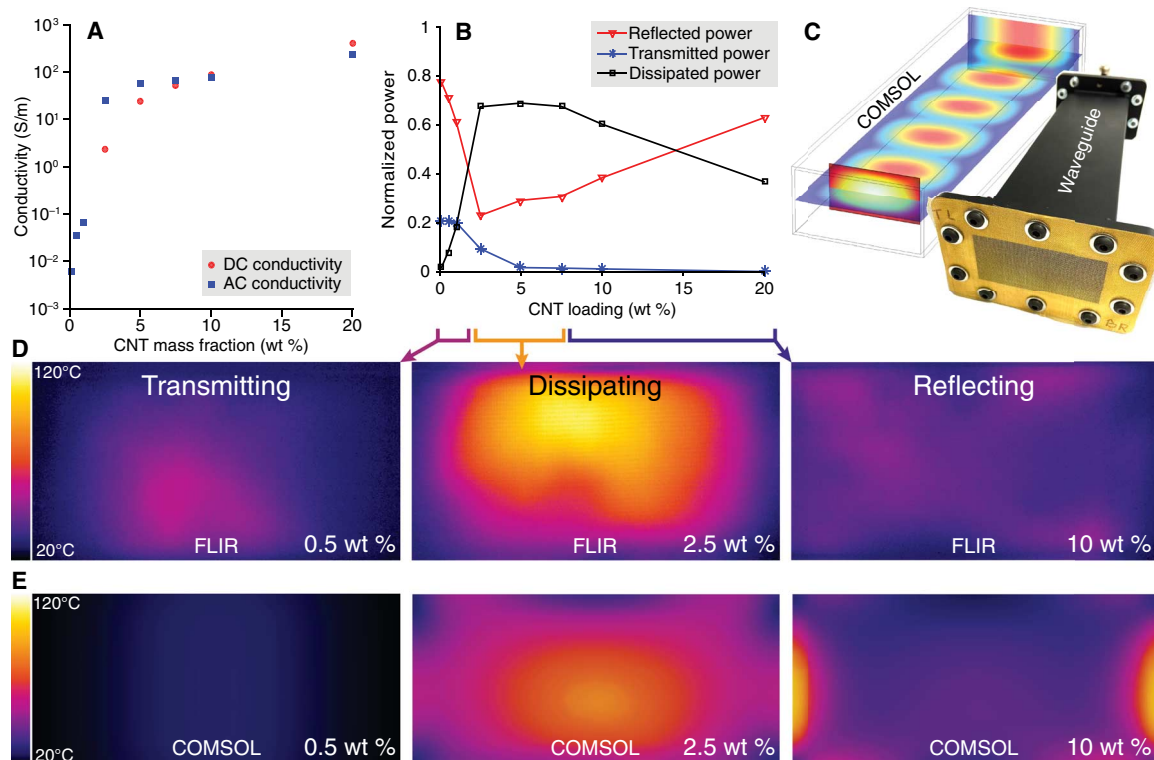 A
Conductivity (S/m)
10³
10²
10¹
10⁰
10⁻¹
10⁻²
10⁻³
DC conductivity
AC conductivity
0 5 10 15 20
CNT mass fraction (wt %)
B
Reflected power
Transmitted power
Dissipated power
Normalized power
0.8
0.6
0.4
0.2
0
0 5 10 15 20
CNT loading (wt %)
C
COMSOL
Waveguide
TL
BR
D
120°C
20°C
Transmitting
FLIR 0.5 wt %
Dissipating
FLIR 2.5 wt %
Reflecting
FLIR 10 wt %
E
120°C
20°C
COMSOL 0.5 wt %
COMSOL 2.5 wt %
COMSOL 10 wt %